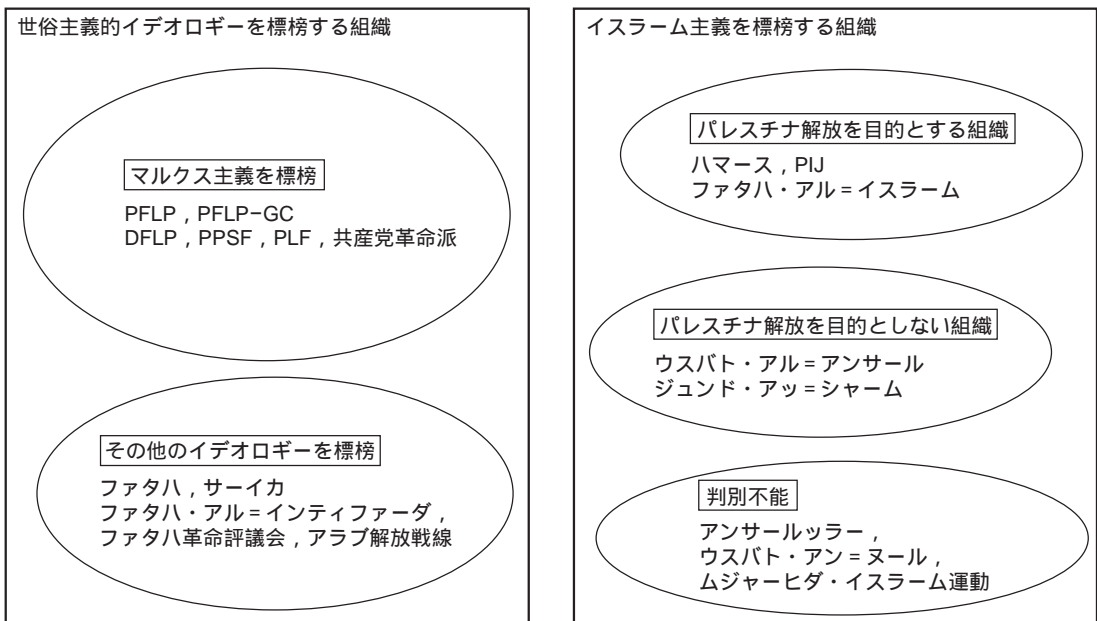 世俗主義的イデオロギーを標榜する組織
マルクス主義を標榜
PFLP , PFLP−GC
DFLP , PPSF , PLF , 共産党革命派
その他のイデオロギーを標榜
ファタハ , サーイカ
ファタハ・アル=インティファーダ ,
ファタハ革命評議会 , アラブ解放戦線
イスラーム主義を標榜する組織
パレスチナ解放を目的とする組織
ハマース , PIJ
ファタハ・アル=イスラーム
パレスチナ解放を目的としない組織
ウスバト・アル=アンサール
ジュンド・アッ=シャーム
判別不能
アンサールッラー ,
ウスバト・アン=ヌール ,
ムジャーヒダ・イスラーム運動